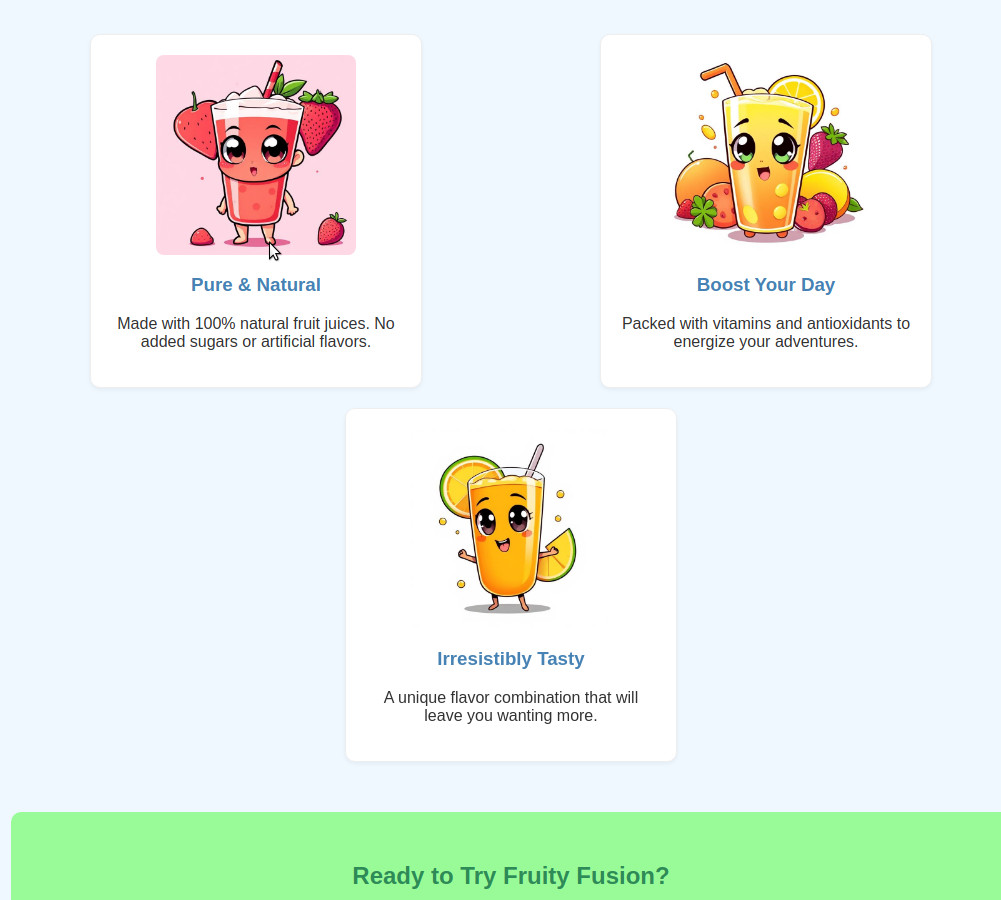 Pure & Natural
Made with 100% natural fruit juices. No
added sugars or artificial flavors.
Boost Your Day
Packed with vitamins and antioxidants to
energize your adventures.
Irresistibly Tasty
A unique flavor combination that will
leave you wanting more.
Ready to Try Fruity Fusion?